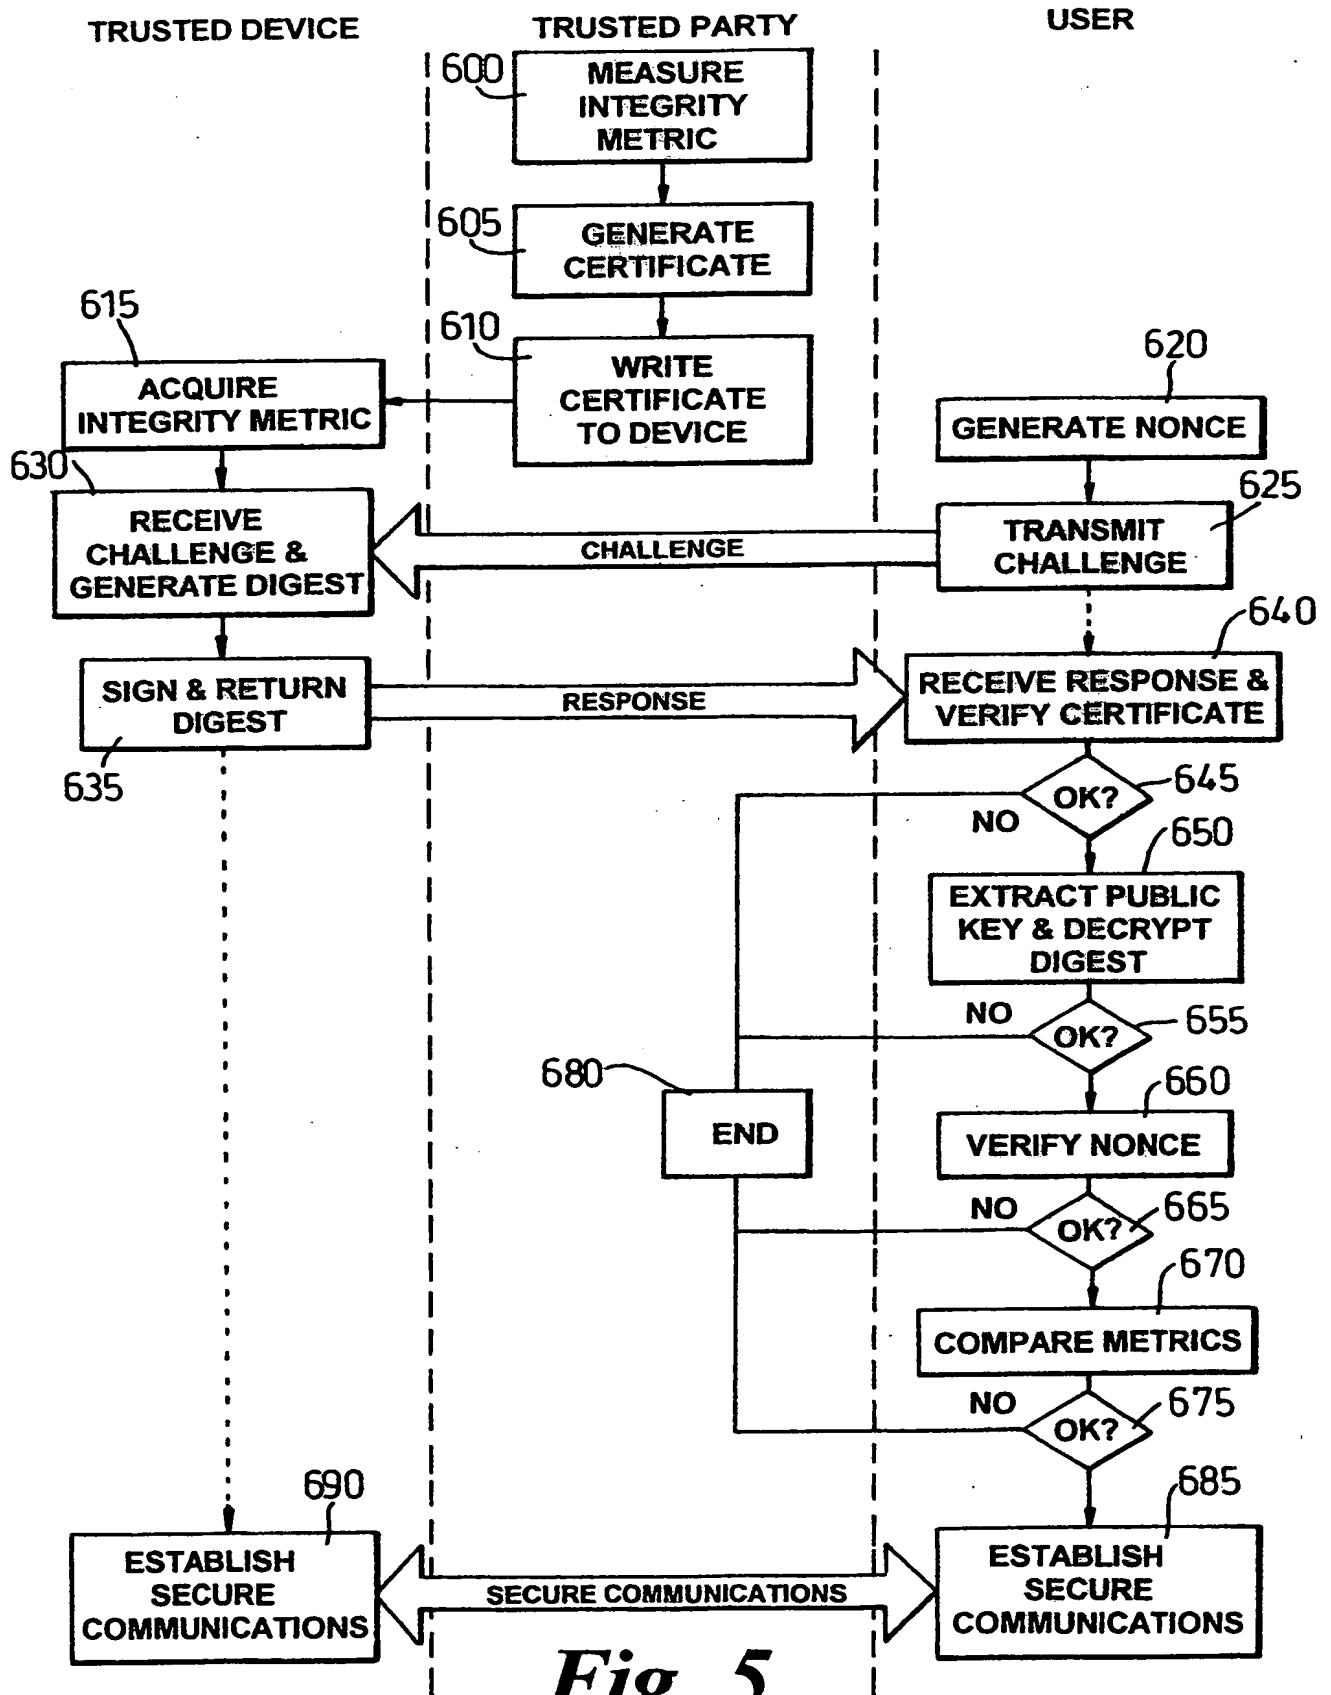 TRUSTED DEVICE
TRUSTED PARTY
USER
600
MEASURE
INTEGRITY
METRIC
605
GENERATE
CERTIFICATE
610
WRITE
CERTIFICATE
TO DEVICE
615
ACQUIRE
INTEGRITY METRIC
620
GENERATE NONCE
625
TRANSMIT
CHALLENGE
CHALLENGE
630
RECEIVE
CHALLENGE &
GENERATE DIGEST
635
SIGN & RETURN
DIGEST
RESPONSE
640
RECEIVE RESPONSE &
VERIFY CERTIFICATE
645
OK?
NO
650
EXTRACT PUBLIC
KEY & DECRYPT
DIGEST
655
OK?
NO
660
VERIFY NONCE
665
OK?
NO
670
COMPARE METRICS
675
OK?
NO
680
END
685
ESTABLISH
SECURE
COMMUNICATIONS
SECURE COMMUNICATIONS
690
ESTABLISH
SECURE
COMMUNICATIONS
Fig. 5